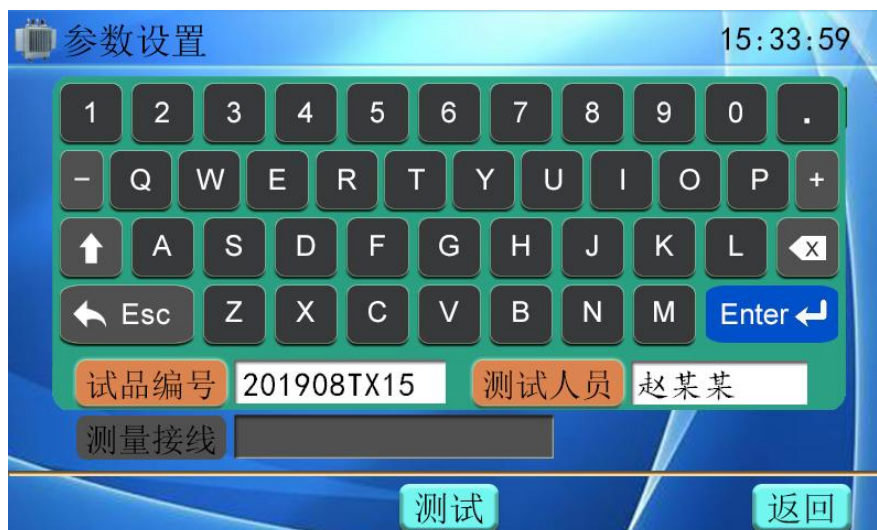 参数设置 15:33:59
1 2 3 4 5 6 7 8 9 0 .
- Q W E R T Y U I O P +
A S D F G H J K L X
Esc Z X C V B N M Enter
试品编号 201908TX15 测试人员 赵某某
测量接线
测试 返回